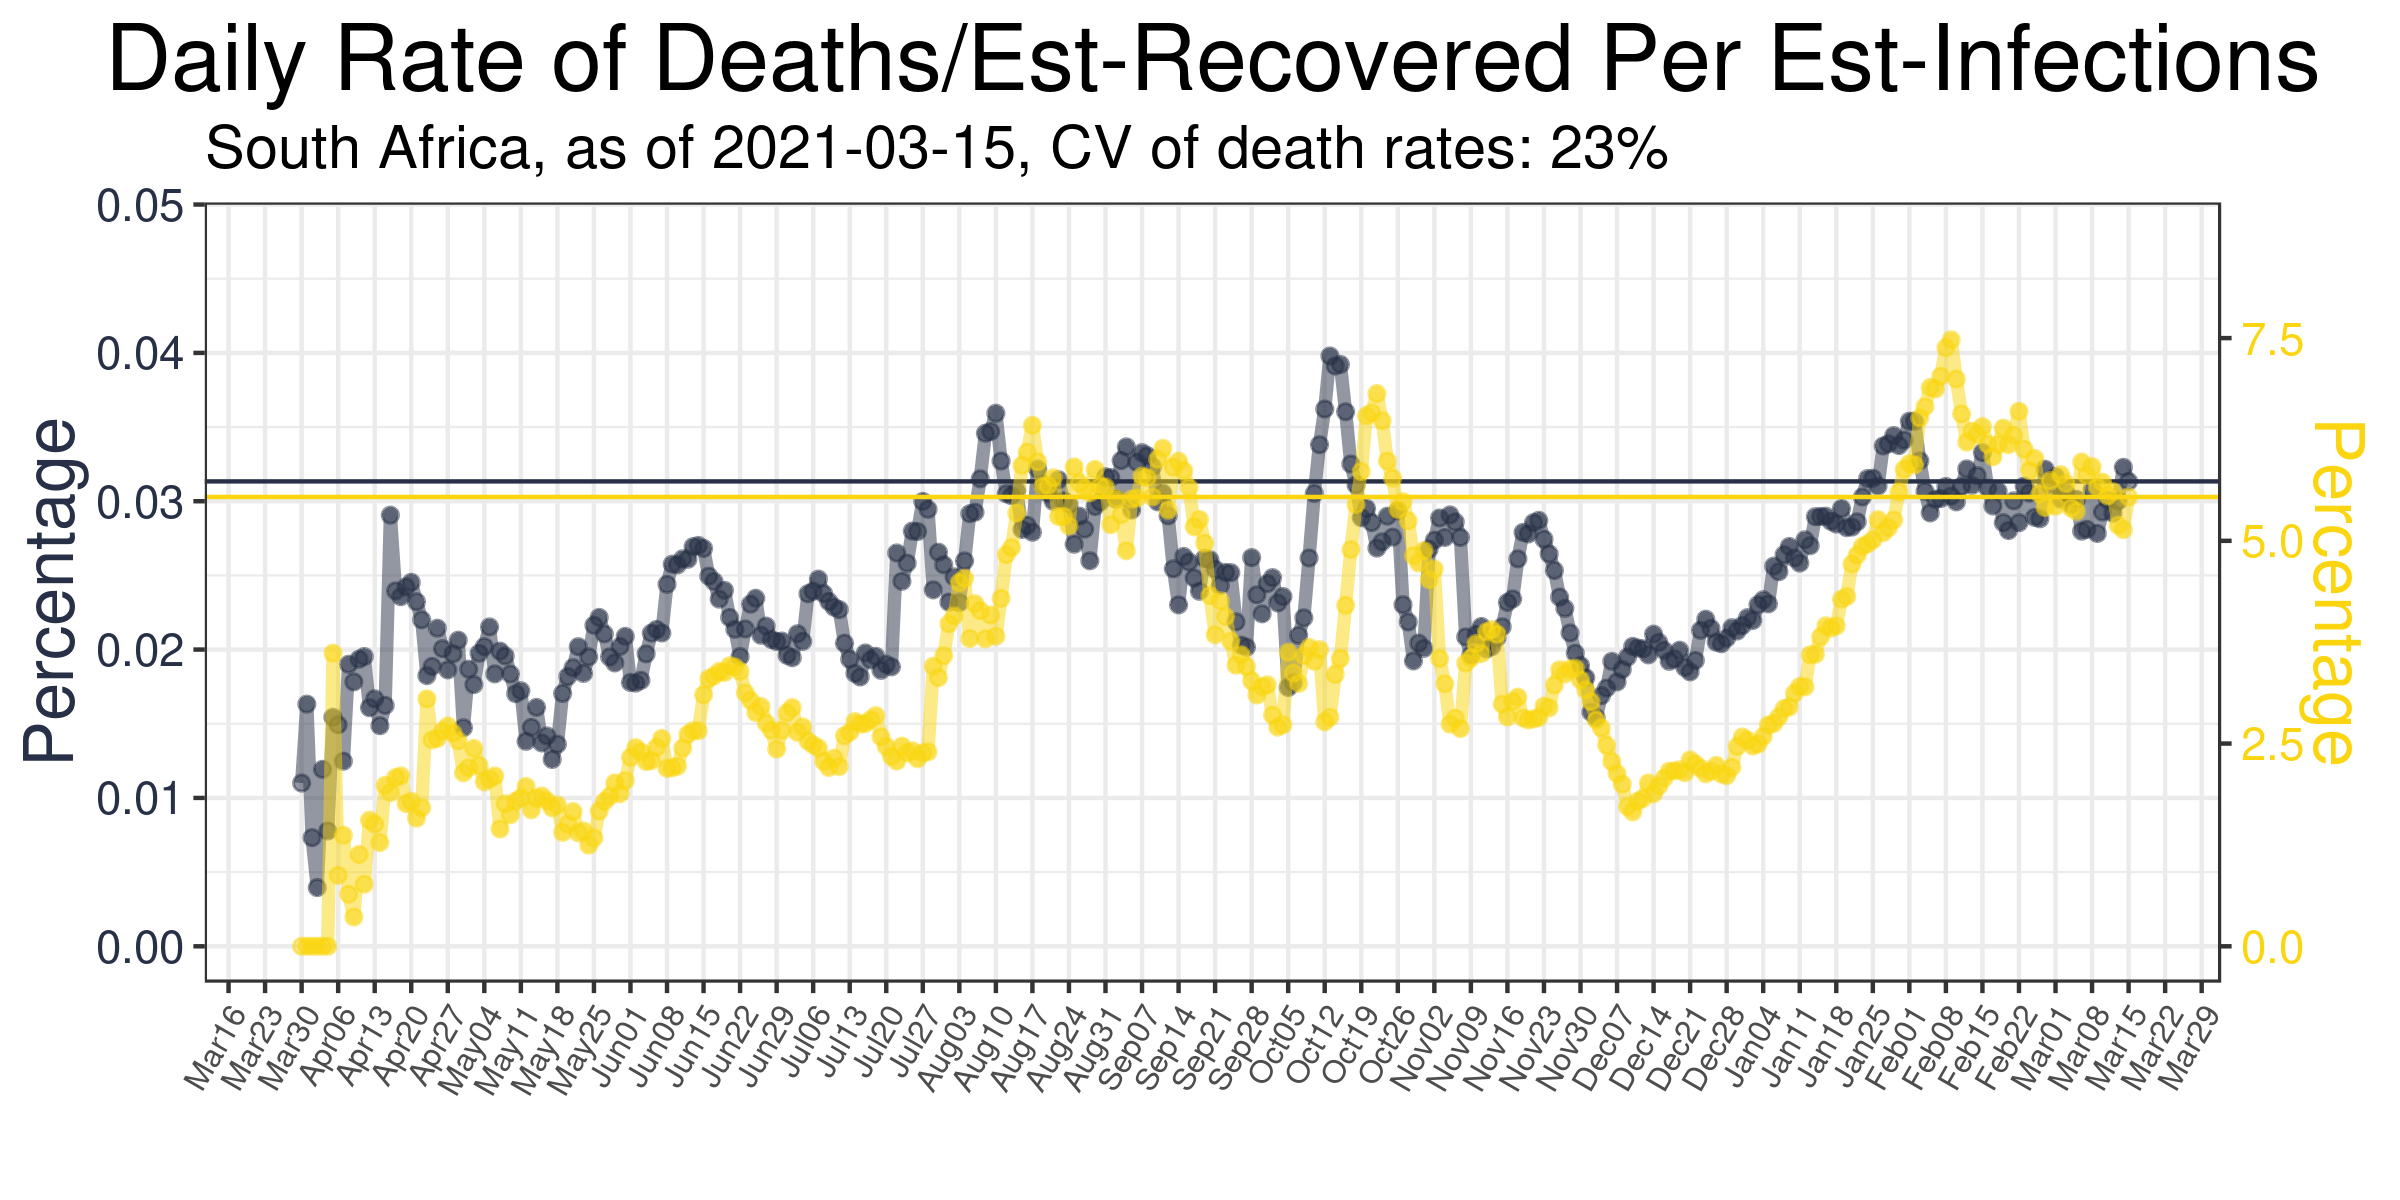 Daily Rate of Deaths/Est-Recovered Per Est-Infections
South Africa, as of 2021-03-15, CV of death rates: 23%
Percentage
0.05
0.04
0.03
0.02
0.01
0.00
7.5
5.0
2.5
0.0
Percentage
Mar16 Mar23 Mar30 Apr06 Apr13 Apr20 Apr27 May04 May11 May18 May25 Jun01 Jun08 Jun15 Jun22 Jun29 Jul06 Jul13 Jul20 Jul27 Aug03 Aug10 Aug17 Aug24 Aug31 Sep07 Sep14 Sep21 Sep28 Oct05 Oct12 Oct19 Oct26 Nov02 Nov09 Nov16 Nov23 Nov30 Dec07 Dec14 Dec21 Dec28 Jan04 Jan11 Jan18 Jan25 Feb01 Feb08 Feb15 Feb22 Mar01 Mar08 Mar15 Mar22 Mar29